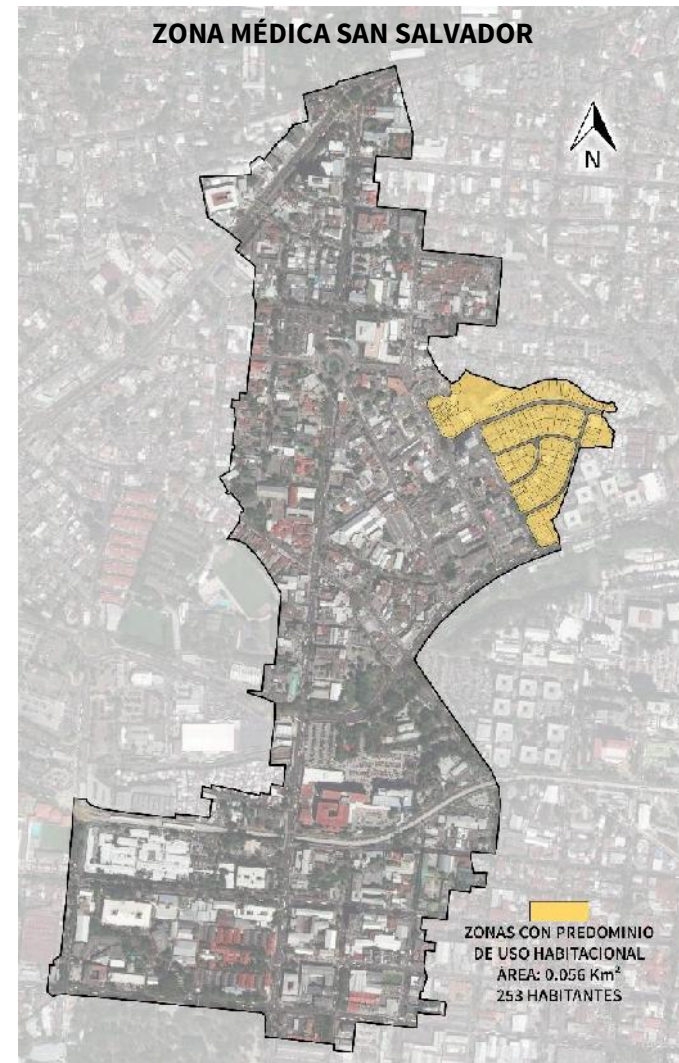 ZONA MÉDICA SAN SALVADOR
N
ZONAS CON PREDOMINIO
DE USO HABITACIONAL
ÁREA: 0.056 Km²
253 HABITANTES